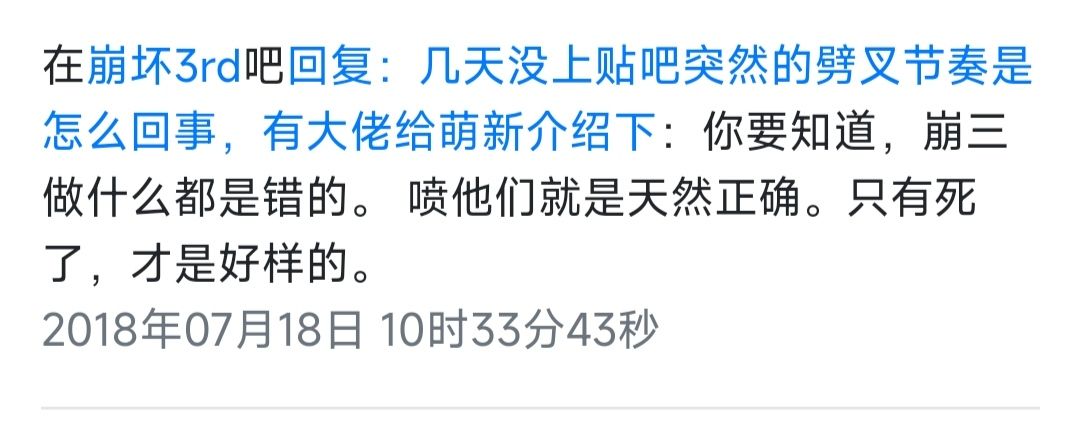 在崩坏3rd吧回复：几天没上贴吧突然的劈叉节奏是
怎么回事，有大佬给萌新介绍下：你要知道，崩三
做什么都是错的。 喷他们就是天然正确。只有死
了，才是好样的。
2018年07月18日 10时33分43秒